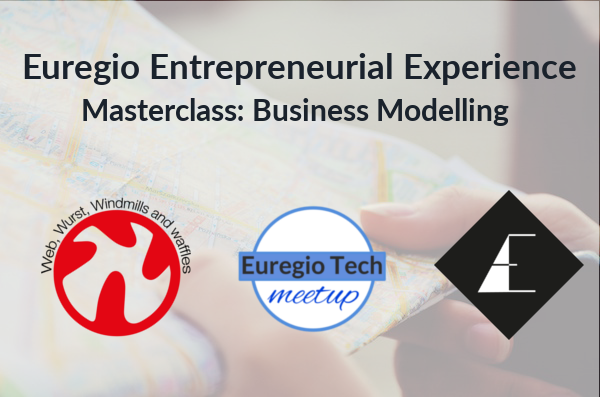 Euregio Entrepreneurial Experience
Masterclass: Business Modelling
Web, Wurst, Windmills and waffles
Euregio Tech
meetup
E